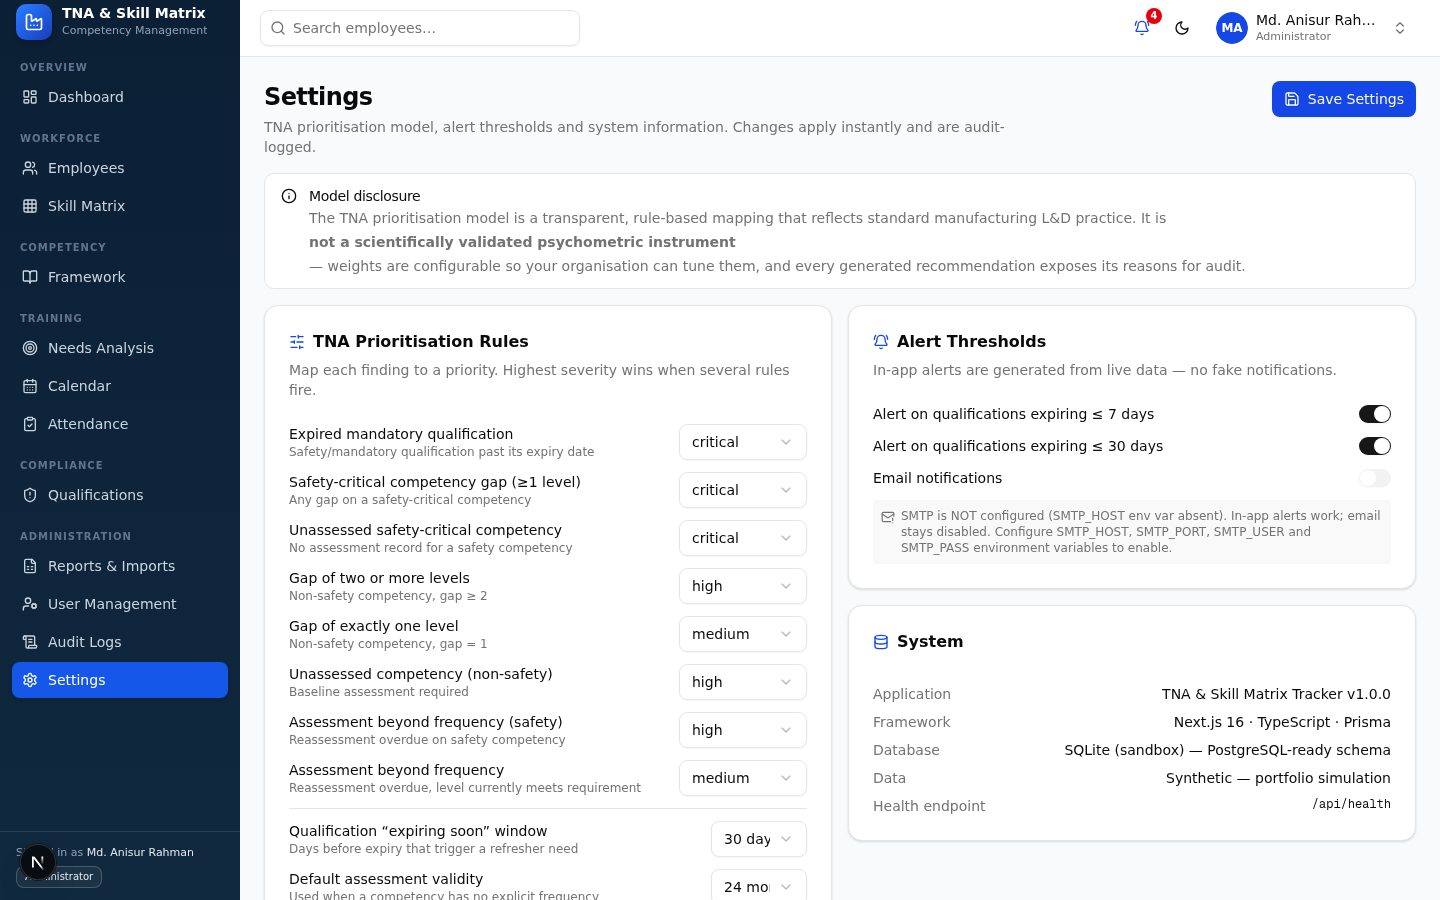 TNA & Skill Matrix
Competency Management
OVERVIEW
Dashboard
WORKFORCE
Employees
Skill Matrix
COMPETENCY
Framework
TRAINING
Needs Analysis
Calendar
Attendance
COMPLIANCE
Qualifications
ADMINISTRATION
Reports & Imports
User Management
Audit Logs
Settings
in as Md. Anisur Rahman
N
Search employees...
4
MA
Md. Anisur Rah...
Administrator
Settings
TNA prioritisation model, alert thresholds and system information. Changes apply instantly and are audit-
logged.
Save Settings
Model disclosure
The TNA prioritisation model is a transparent, rule-based mapping that reflects standard manufacturing L&D practice. It is
not a scientifically validated psychometric instrument
— weights are configurable so your organisation can tune them, and every generated recommendation exposes its reasons for audit.
TNA Prioritisation Rules
Map each finding to a priority. Highest severity wins when several rules
fire.
Expired mandatory qualification
Safety/mandatory qualification past its expiry date
critical
Safety-critical competency gap (≥1 level)
Any gap on a safety-critical competency
critical
Unassessed safety-critical competency
No assessment record for a safety competency
critical
Gap of two or more levels
Non-safety competency, gap ≥ 2
high
Gap of exactly one level
Non-safety competency, gap = 1
medium
Unassessed competency (non-safety)
Baseline assessment required
high
Assessment beyond frequency (safety)
Reassessment overdue on safety competency
high
Assessment beyond frequency
Reassessment overdue, level currently meets requirement
medium
Qualification “expiring soon” window
Days before expiry that trigger a refresher need
30 day
Default assessment validity
Used when a competency has no explicit frequency
24 mo
Alert Thresholds
In-app alerts are generated from live data — no fake notifications.
Alert on qualifications expiring ≤ 7 days
Alert on qualifications expiring ≤ 30 days
Email notifications
SMTP is NOT configured (SMTP_HOST env var absent). In-app alerts work; email
stays disabled. Configure SMTP_HOST, SMTP_PORT, SMTP_USER and
SMTP_PASS environment variables to enable.
System
Application
TNA & Skill Matrix Tracker v1.0.0
Framework
Next.js 16 · TypeScript · Prisma
Database
SQLite (sandbox) — PostgreSQL-ready schema
Data
Synthetic — portfolio simulation
Health endpoint
/api/health